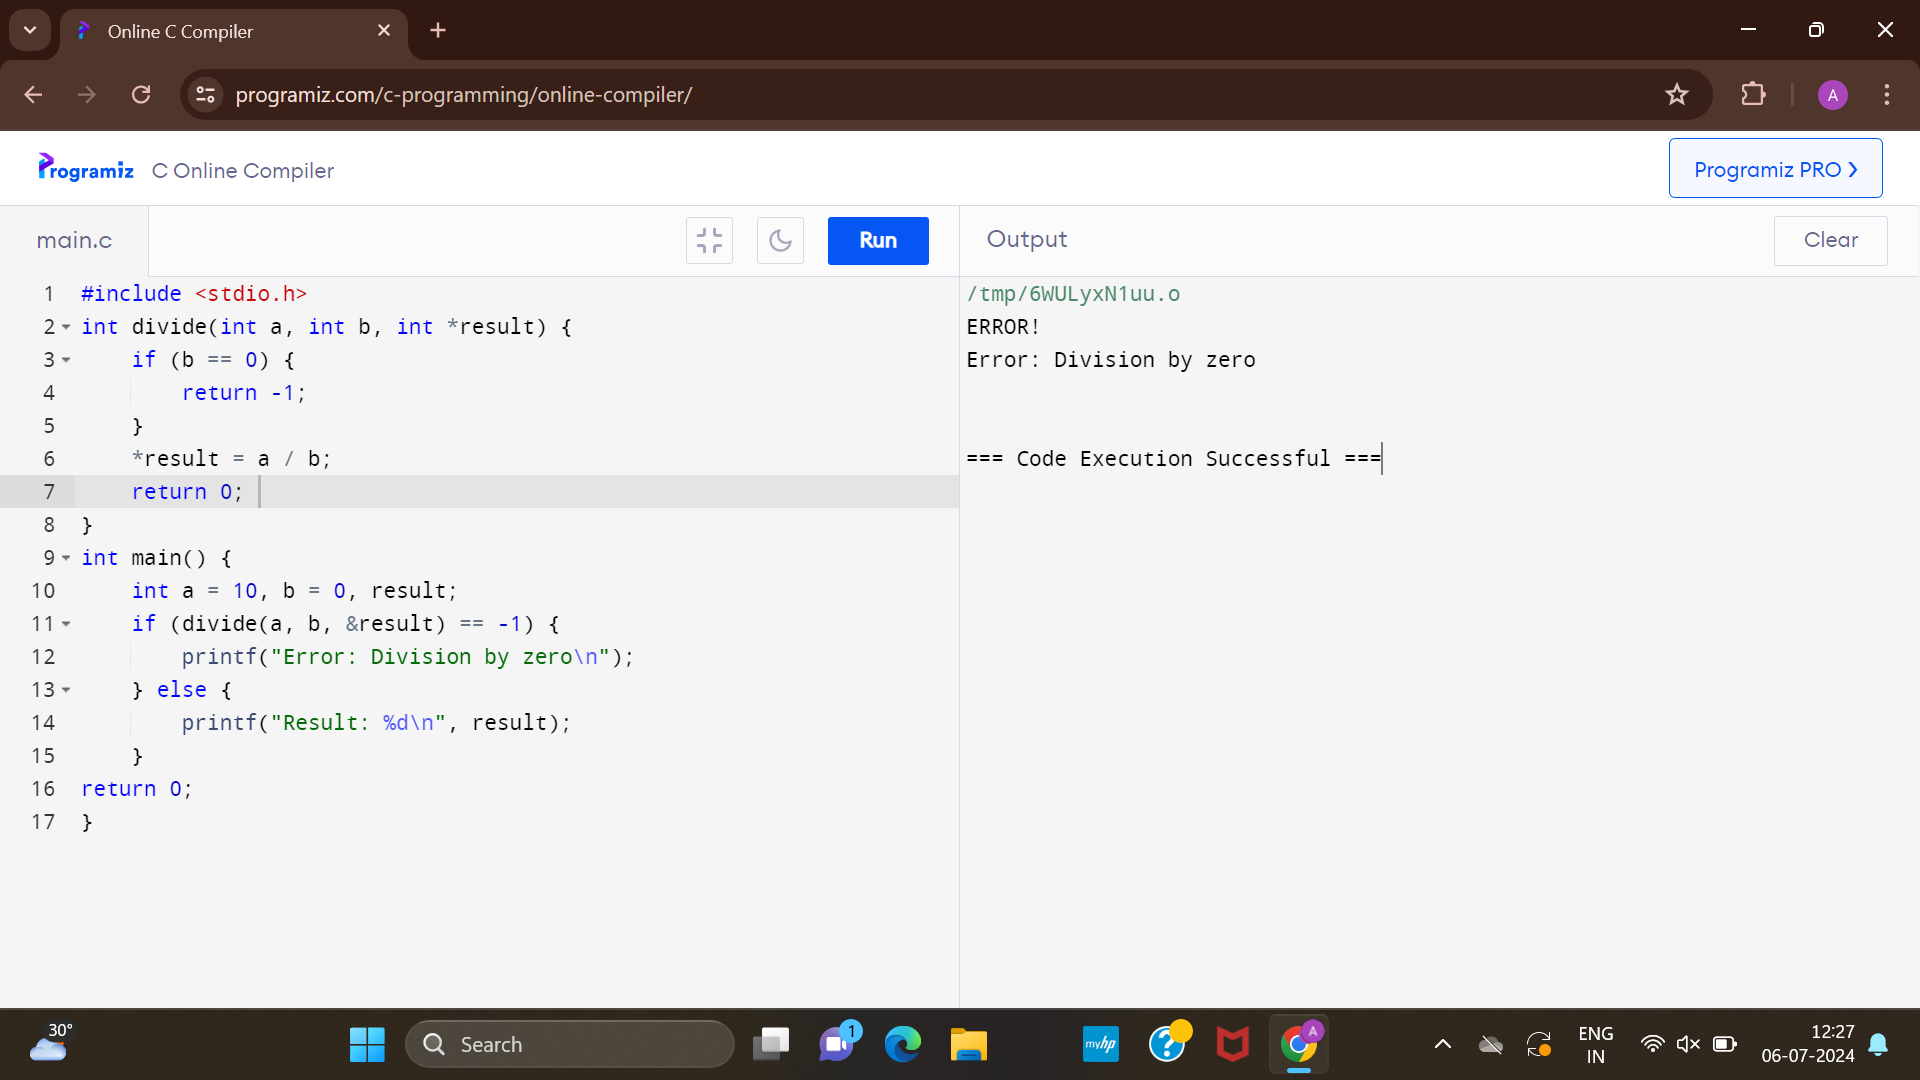 Online C Compiler
programiz.com/c-programming/online-compiler/
A
Programiz C Online Compiler
Programiz PRO
main.c
Run
Output
Clear
1 #include <stdio.h>
2 int divide(int a, int b, int *result) {
3     if (b == 0) {
4         return -1;
5     }
6     *result = a / b;
7     return 0;
8 }
9 int main() {
10     int a = 10, b = 0, result;
11     if (divide(a, b, &result) == -1) {
12         printf("Error: Division by zero\n");
13     } else {
14         printf("Result: %d\n", result);
15     }
16 return 0;
17 }
/tmp/6WULyxN1uu.o
ERROR!
Error: Division by zero
=== Code Execution Successful ===
30°
Search
1
myhp
?
A
ENG
IN
12:27
06-07-2024